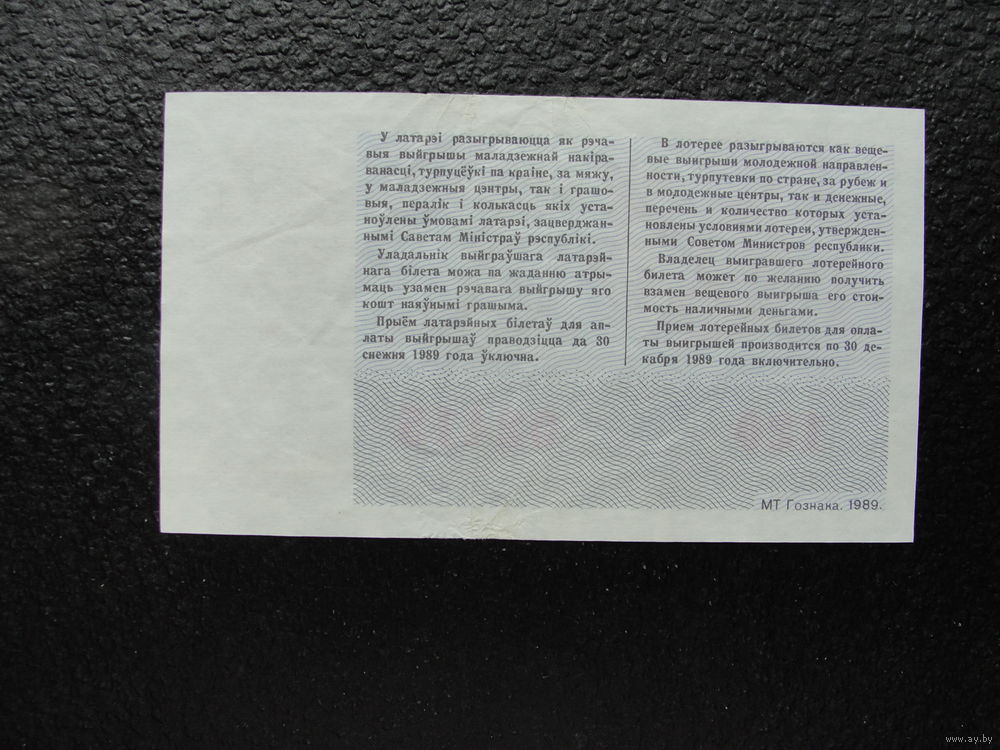 У латарэі разыгрываюцца як рэча-
выя выйгрышы маладзежнай накіра-
ванасці, турпуцёўкі па краіне, за мяжу,
у маладзежныя цэнтры, так і грашо-
выя, пералік і колькасць якіх уста-
ноўлены ўмовамі латарэі, зацверджан-
нымі Саветам Міністраў рэспублікі.
Уладальнік выйграўшага латарэй-
нага білета можа па жаданню атры-
маць узамен рэчавага выйгрышу яго
кошт наяўнымі грашыма.
Прыём латарэйных білетаў для ап-
латы выйгрышаў праводзіцца да 30
снежня 1989 года ўключна.
В лотерее разыгрываются как веще-
вые выигрыши молодежной направлен-
ности, турпутевки по стране, за рубеж и
в молодежные центры, так и денежные,
перечень и количество которых уста-
новлены условиями лотереи, утвержден-
ными Советом Министров республики.
Владелец выигравшего лотерейного
билета может по желанию получить
взамен вещевого выигрыша его стои-
мость наличными деньгами.
Прием лотерейных билетов для опла-
ты выигрышей производится по 30 де-
кабря 1989 года включительно.
МТ Гознака. 1989.
www.ay.by